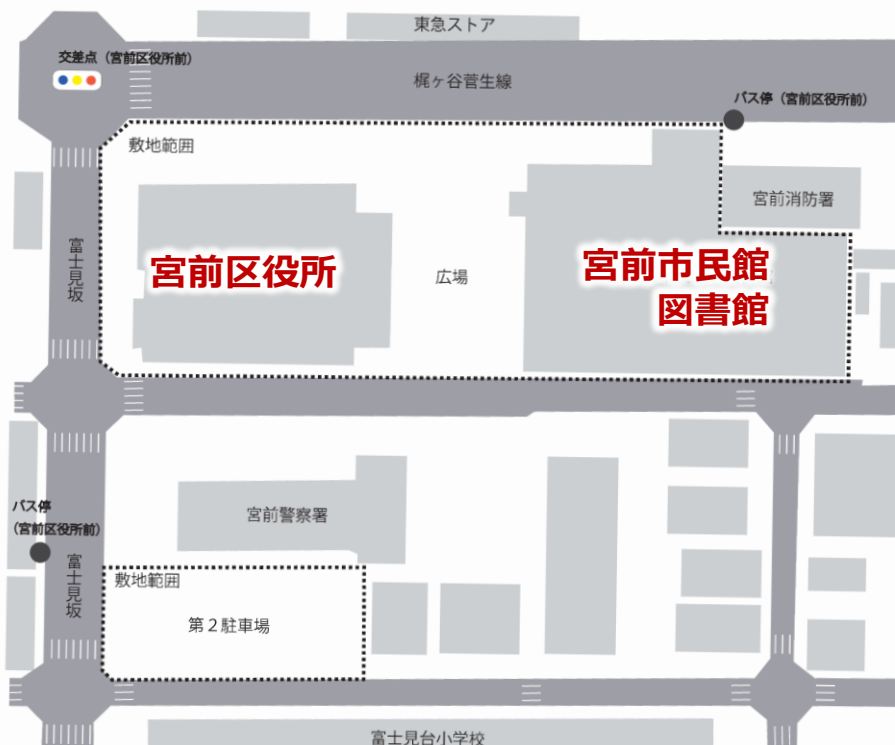 東急ストア
交差点（宮前区役所前）
梶ヶ谷菅生線
バス停（宮前区役所前）
敷地範囲
宮前消防署
富士見坂
宮前区役所
広場
宮前市民館
図書館
バス停
（宮前区役所前）
宮前警察署
富士見坂
敷地範囲
第２駐車場
富士見台小学校